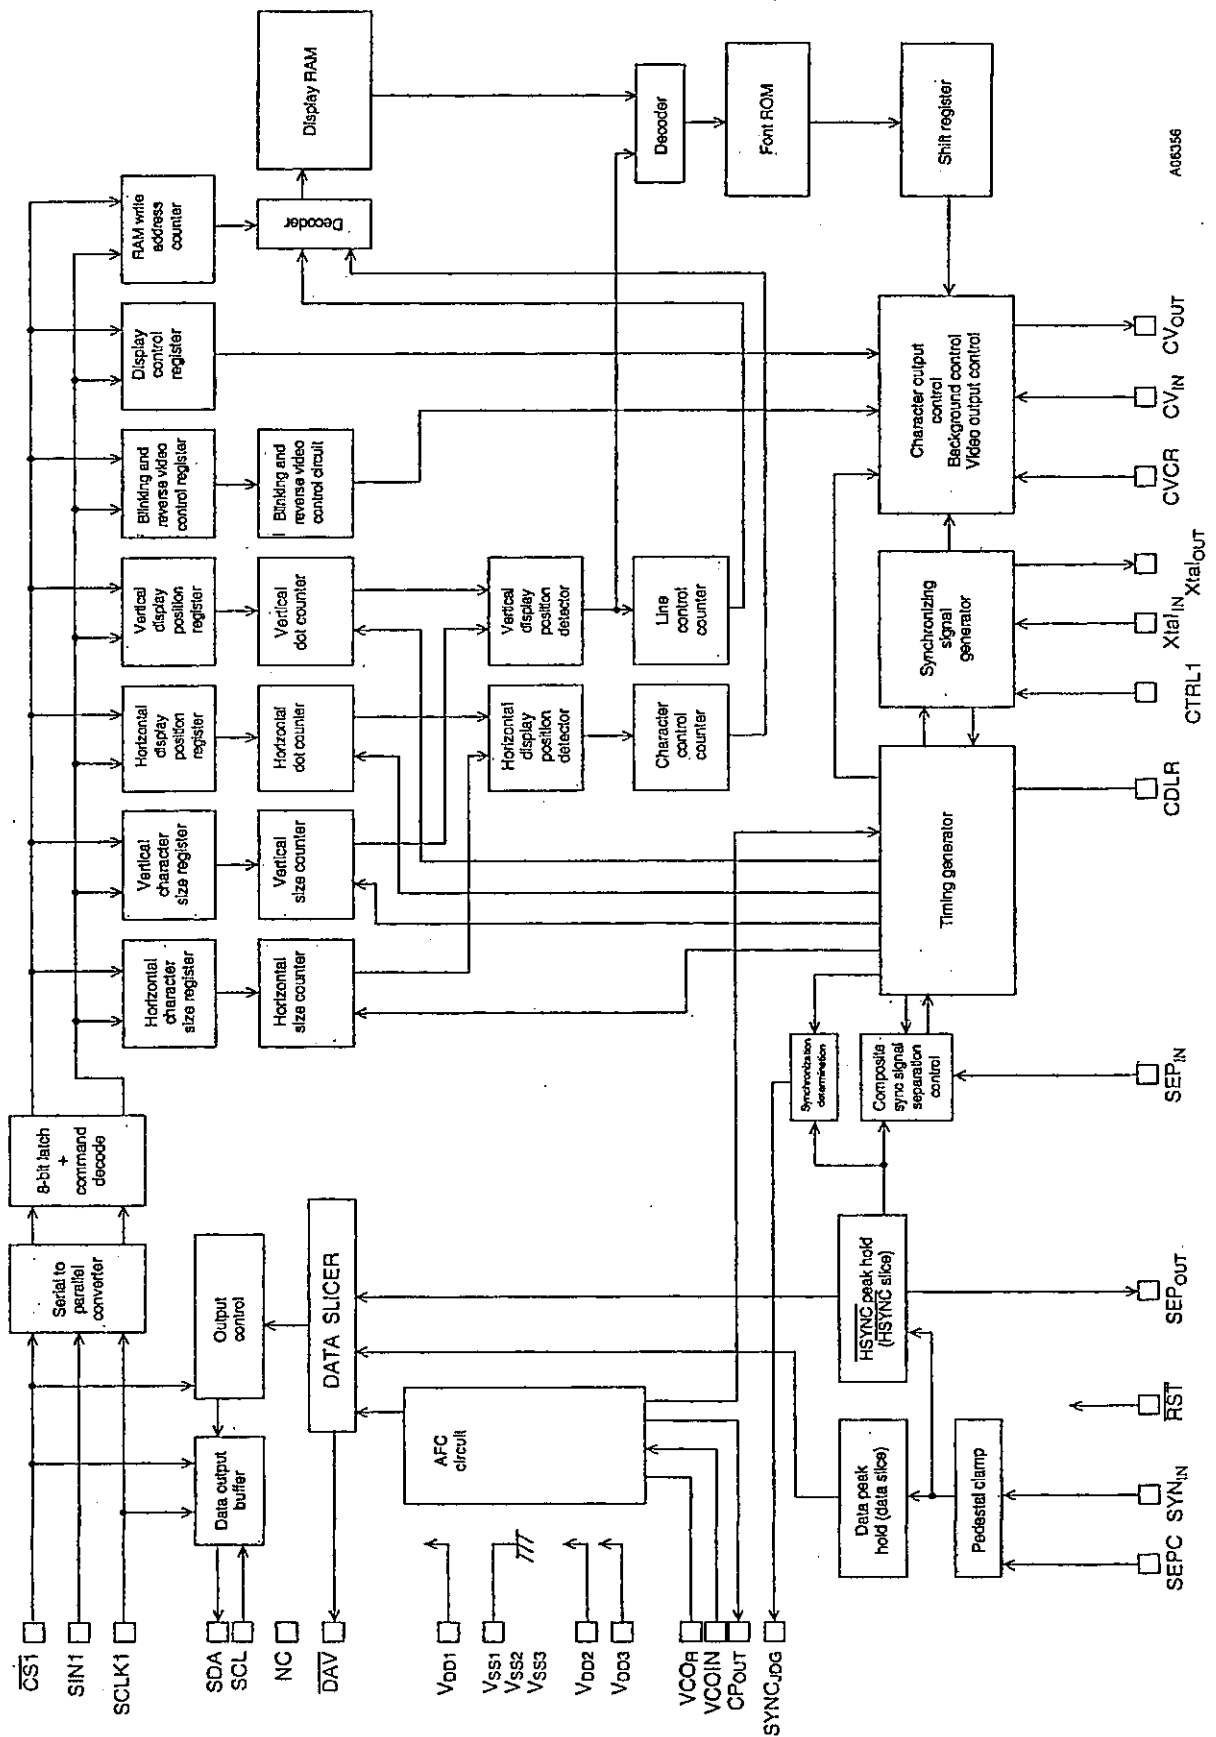 CS1
SIN1
SCLK1
SDA
SCL
NC
DAV
VDD1
VSS1
VSS2
VSS3
VDD2
VDD3
VCOR
VCOIN
CPOUT
SYNCJDG
Serial to
parallel
converter
8-bit latch
+
command
decode
Data output
buffer
Output
control
DATA SLICER
AFC
circuit
Horizontal
character
size register
Vertical
character
size register
Horizontal
display
position
register
Vertical
display
position
register
Blinking and
reverse video
control register
Display
control
register
RAM write
address
counter
Horizontal
size counter
Vertical
size counter
Horizontal
dot counter
Vertical
dot counter
Blinking and
reverse video
control circuit
Decoder
Display RAM
Horizontal
display
position
detector
Vertical
display
position
detector
Character
control
counter
Line
control
counter
Decoder
Font ROM
Shift register
Data peak
hold (data slice)
Pedestal clamp
HSYNC peak hold
(HSYNC slice)
Synchronization
determination
Composite
sync signal
separation
control
Timing generator
Synchronizing
signal
generator
Character output
control
Background control
Video output control
SEPC
SYNIN
RST
SEPOUT
SEPIN
CDLR
CTRL1
XtalIN
XtalOUT
CVCR
CVIN
CVOUT
A06356